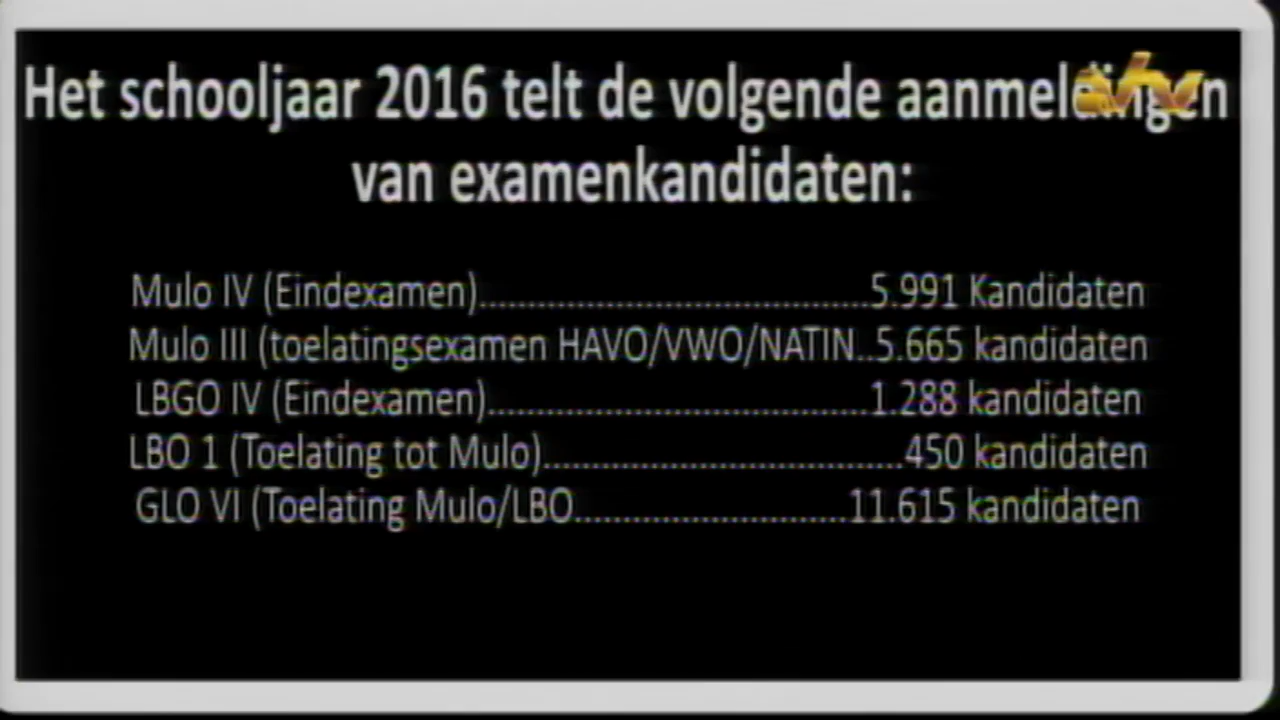 Het schooljaar 2016 telt de volgende aanmeldingen
van examenkandidaten:
Mulo IV (Eindexamen)........................................5.991 Kandidaten
Mulo III (toelatingsexamen HAVO/VWO/NATIN..5.665 kandidaten
LBGO IV (Eindexamen).......................................1.288 kandidaten
LBO 1 (Toelating tot Mulo).....................................450 kandidaten
GLO VI (Toelating Mulo/LBO............................11.615 kandidaten